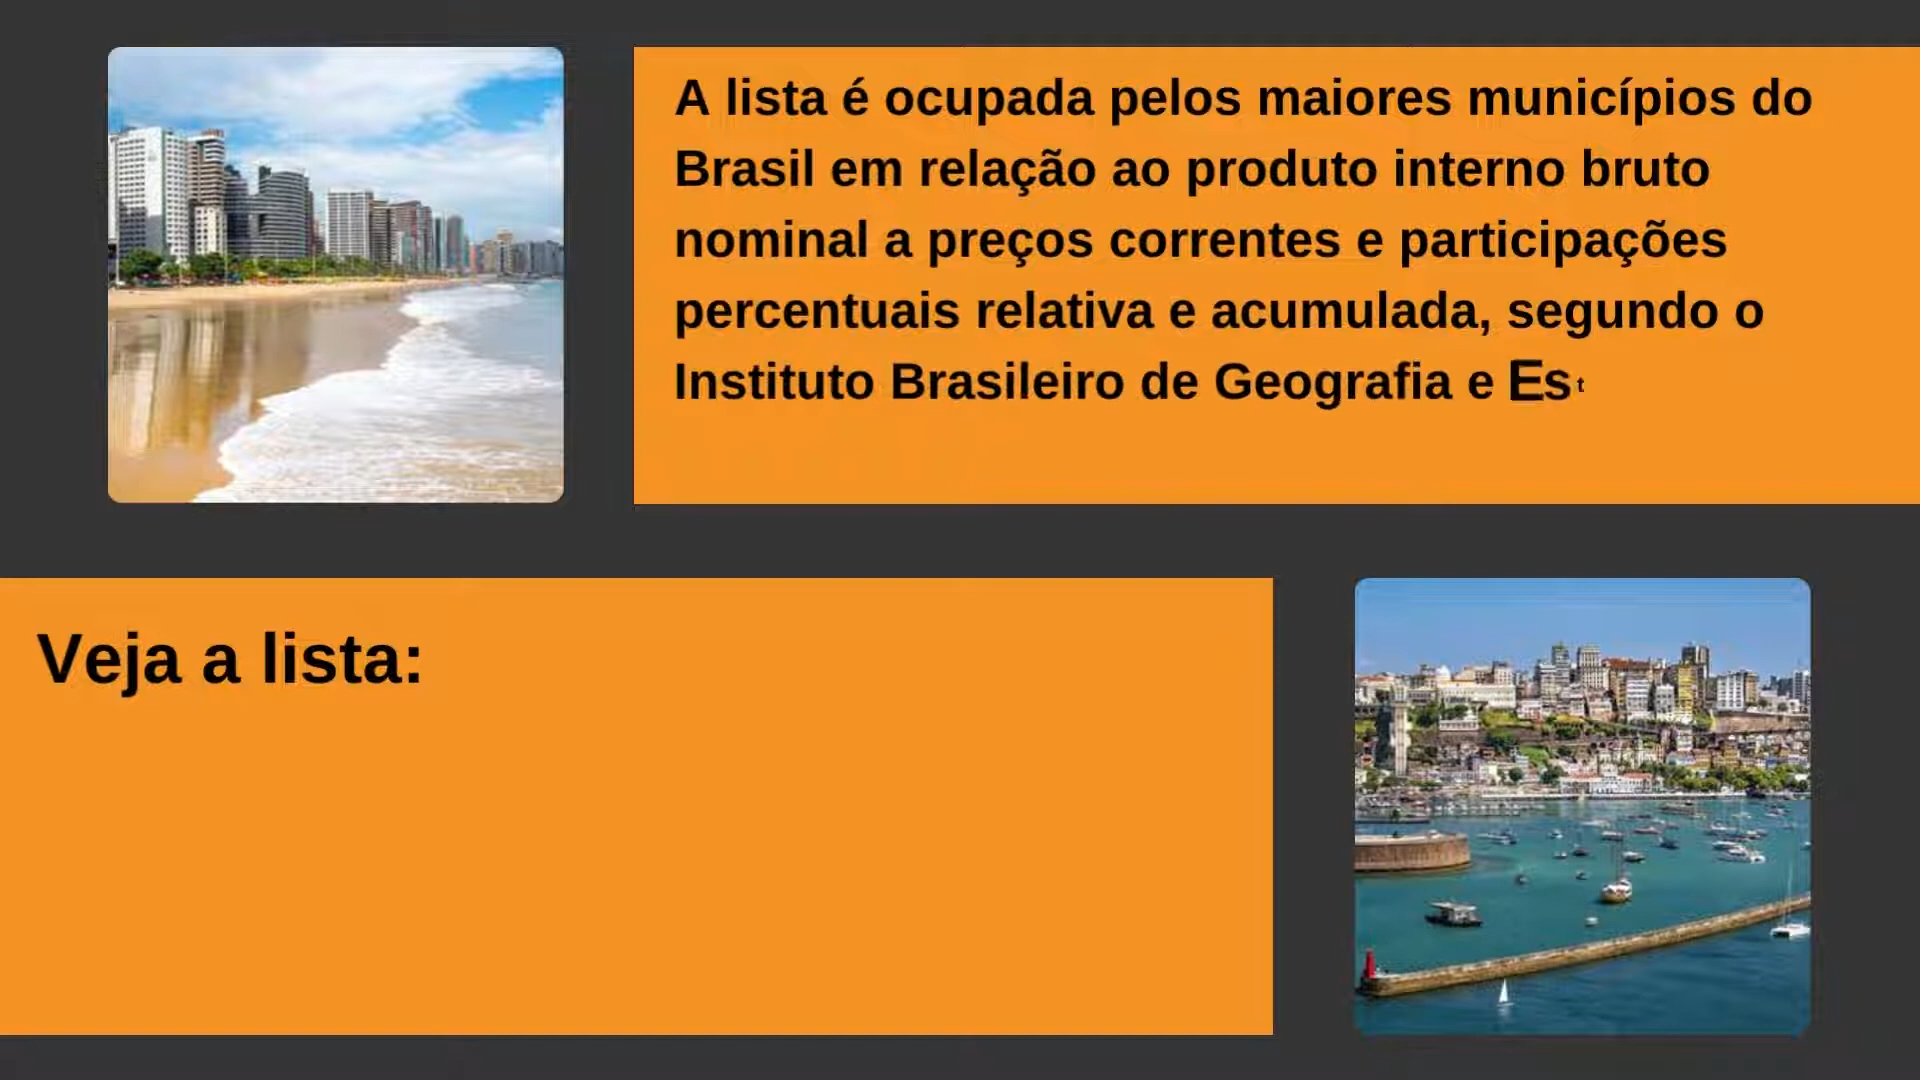 A lista é ocupada pelos maiores municípios do
Brasil em relação ao produto interno bruto
nominal a preços correntes e participações
percentuais relativa e acumulada, segundo o
Instituto Brasileiro de Geografia e Est
Veja a lista: